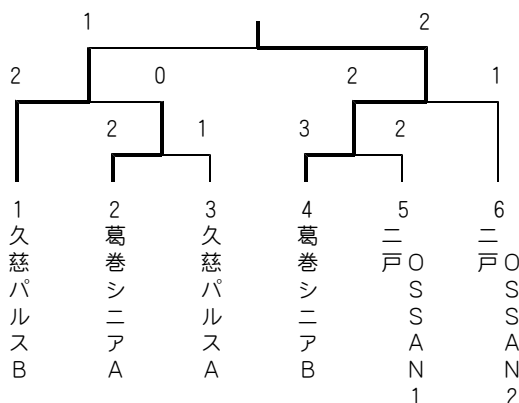 1 2
2 0 2 1
2 1 3 2
1 2 3 4 5 6
久慈パルスB
葛巻シニアA
久慈パルスA
葛巻シニアB
二戸OSSAN1
二戸OSSAN2